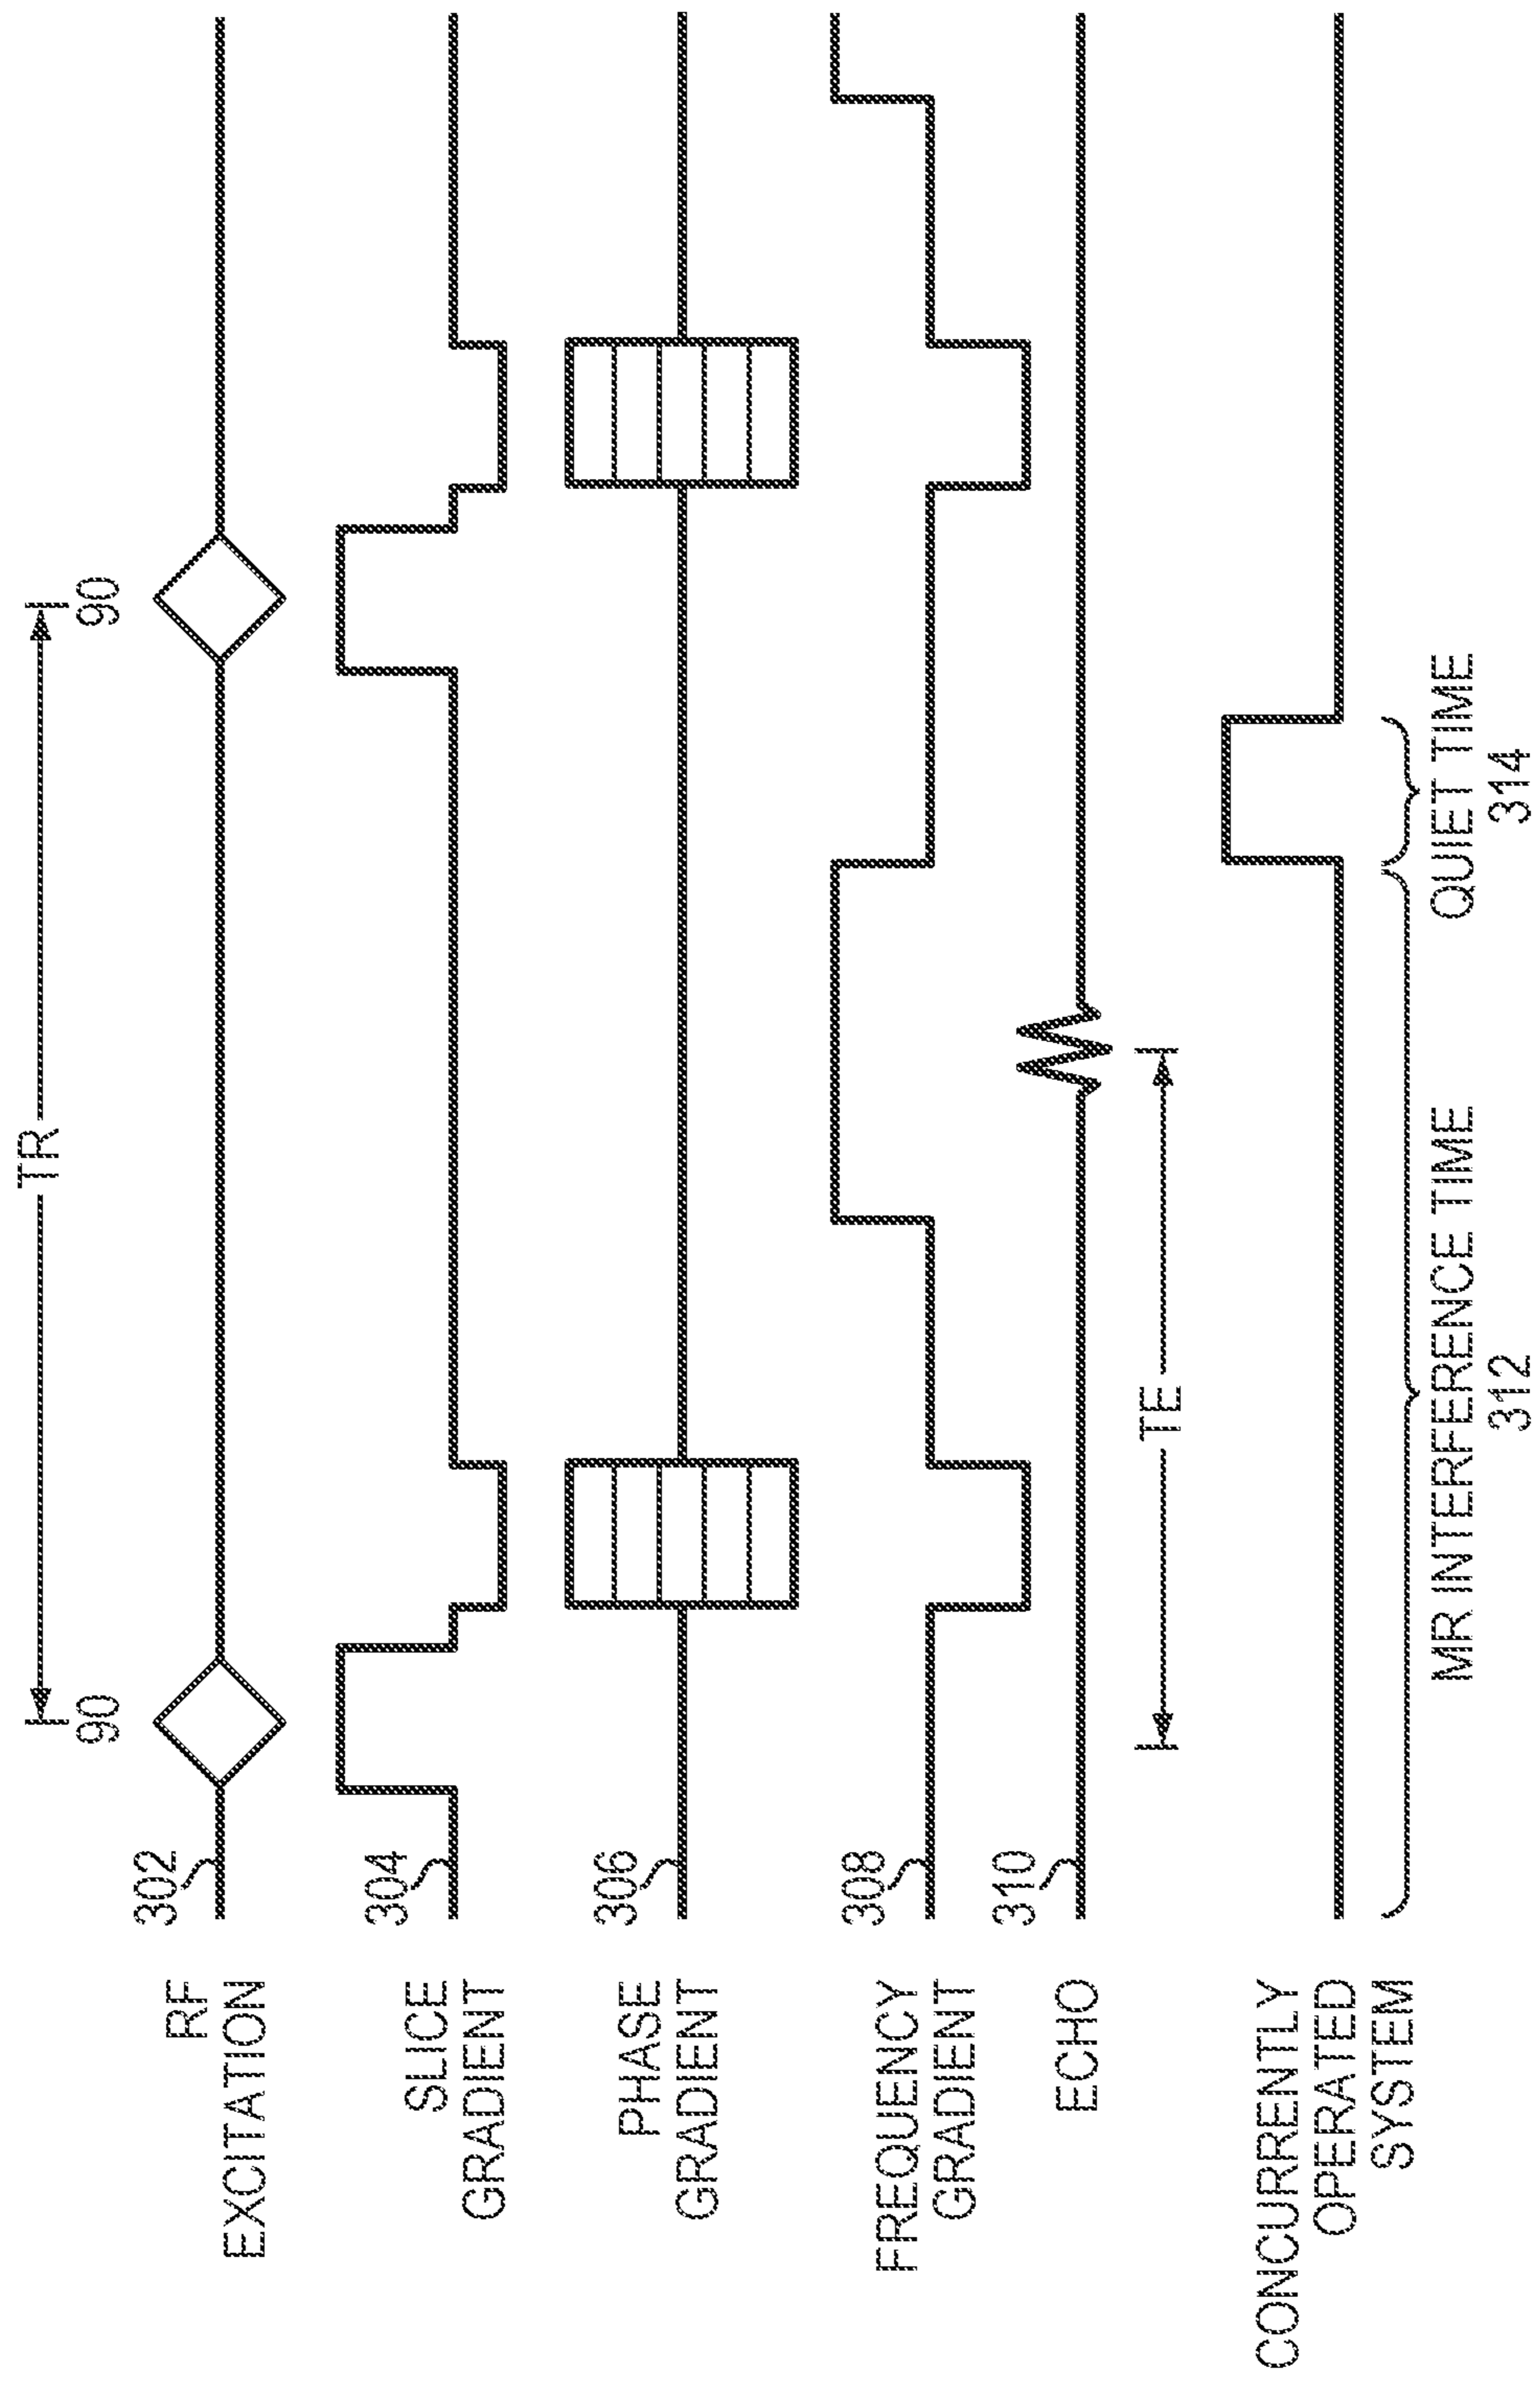 TR
90
90
RF
EXCITATION
302
SLICE
GRADIENT
304
PHASE
GRADIENT
306
FREQUENCY
GRADIENT
308
ECHO
310
TE
CONCURRENTLY
OPERATED
SYSTEM
MR INTERFERENCE TIME
312
QUIET TIME
314